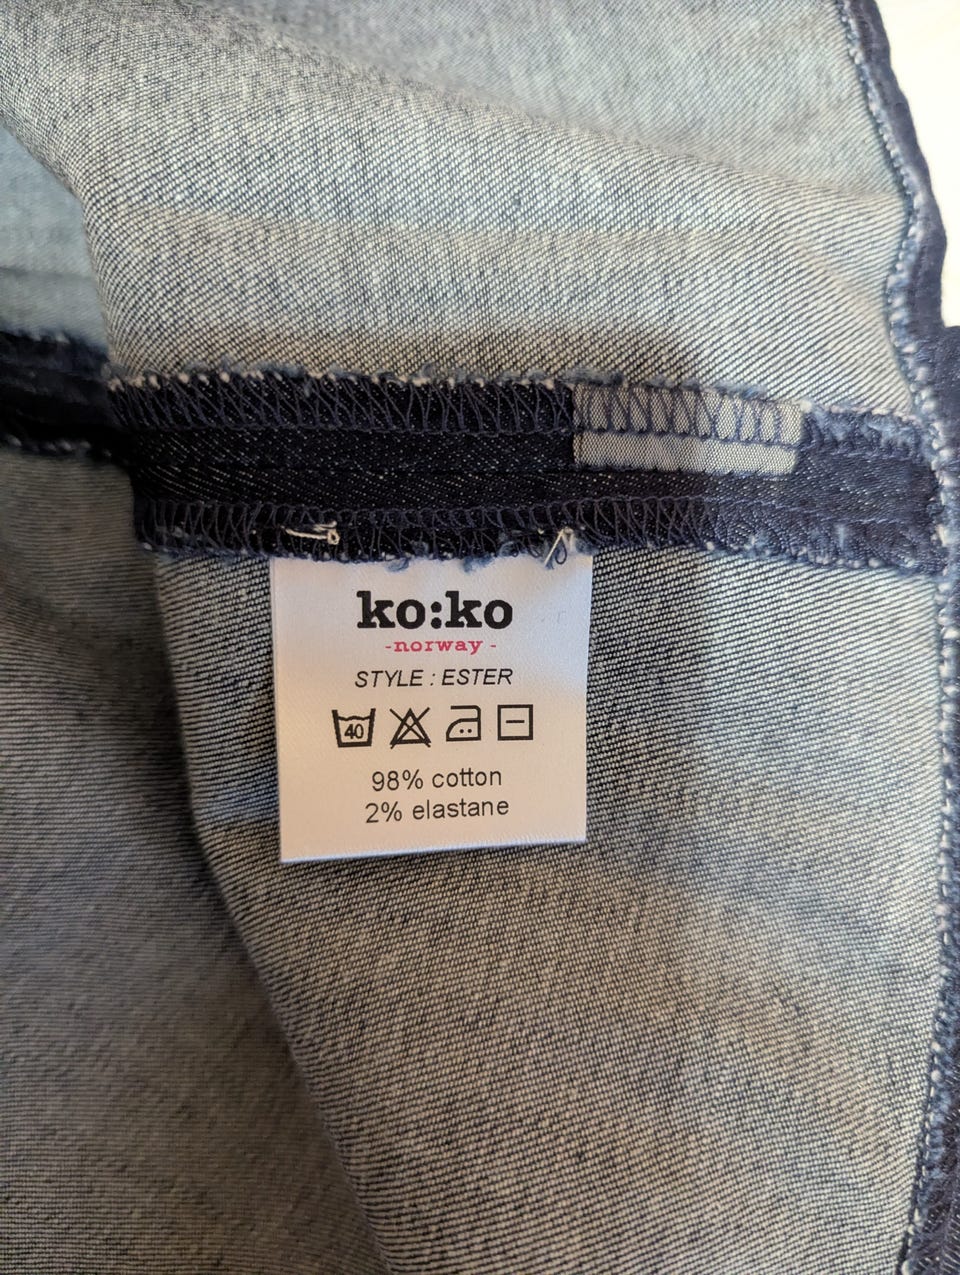 ko:ko
-norway-
STYLE : ESTER
40
98% cotton
2% elastane